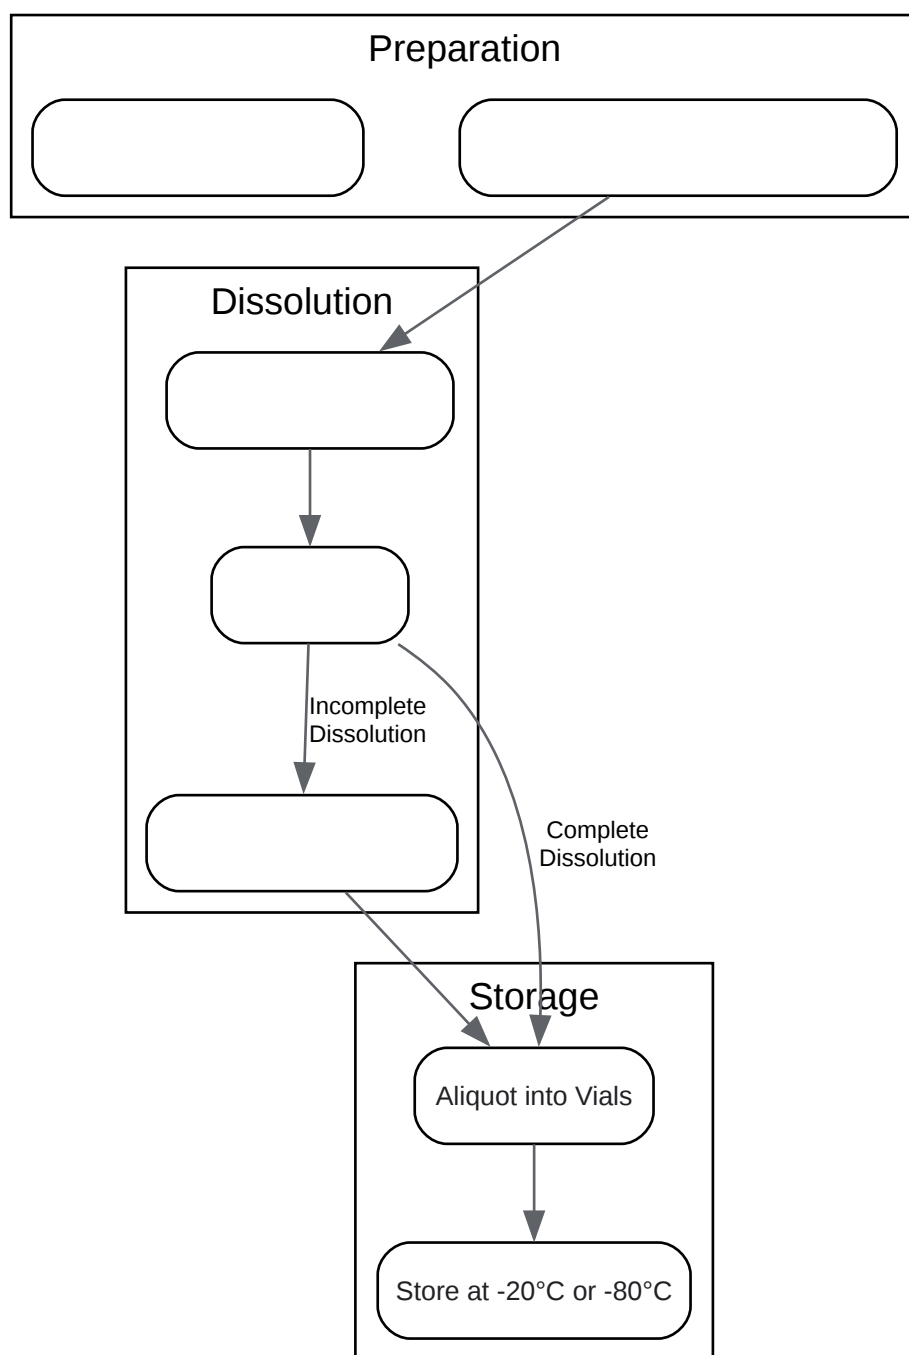 Preparation
Dissolution
Incomplete
Dissolution
Complete
Dissolution
Storage
Aliquot into Vials
Store at -20°C or -80°C